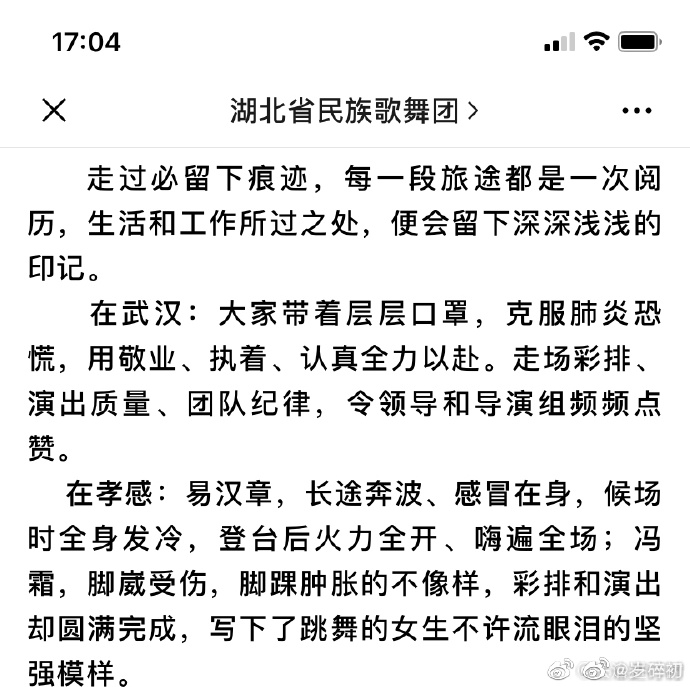 17:04
湖北省民族歌舞团
走过必留下痕迹，每一段旅途都是一次阅
历，生活和工作所过之处，便会留下深深浅浅的
印记。
在武汉：大家带着层层口罩，克服肺炎恐
慌，用敬业、执着、认真全力以赴。走场彩排、
演出质量、团队纪律，令领导和导演组频频点
赞。
在孝感：易汉章，长途奔波、感冒在身，候场
时全身发冷，登台后火力全开、嗨遍全场；冯
霜，脚崴受伤，脚踝肿胀的不像样，彩排和演出
却圆满完成，写下了跳舞的女生不许流眼泪的坚
强模样。
@岁碎初